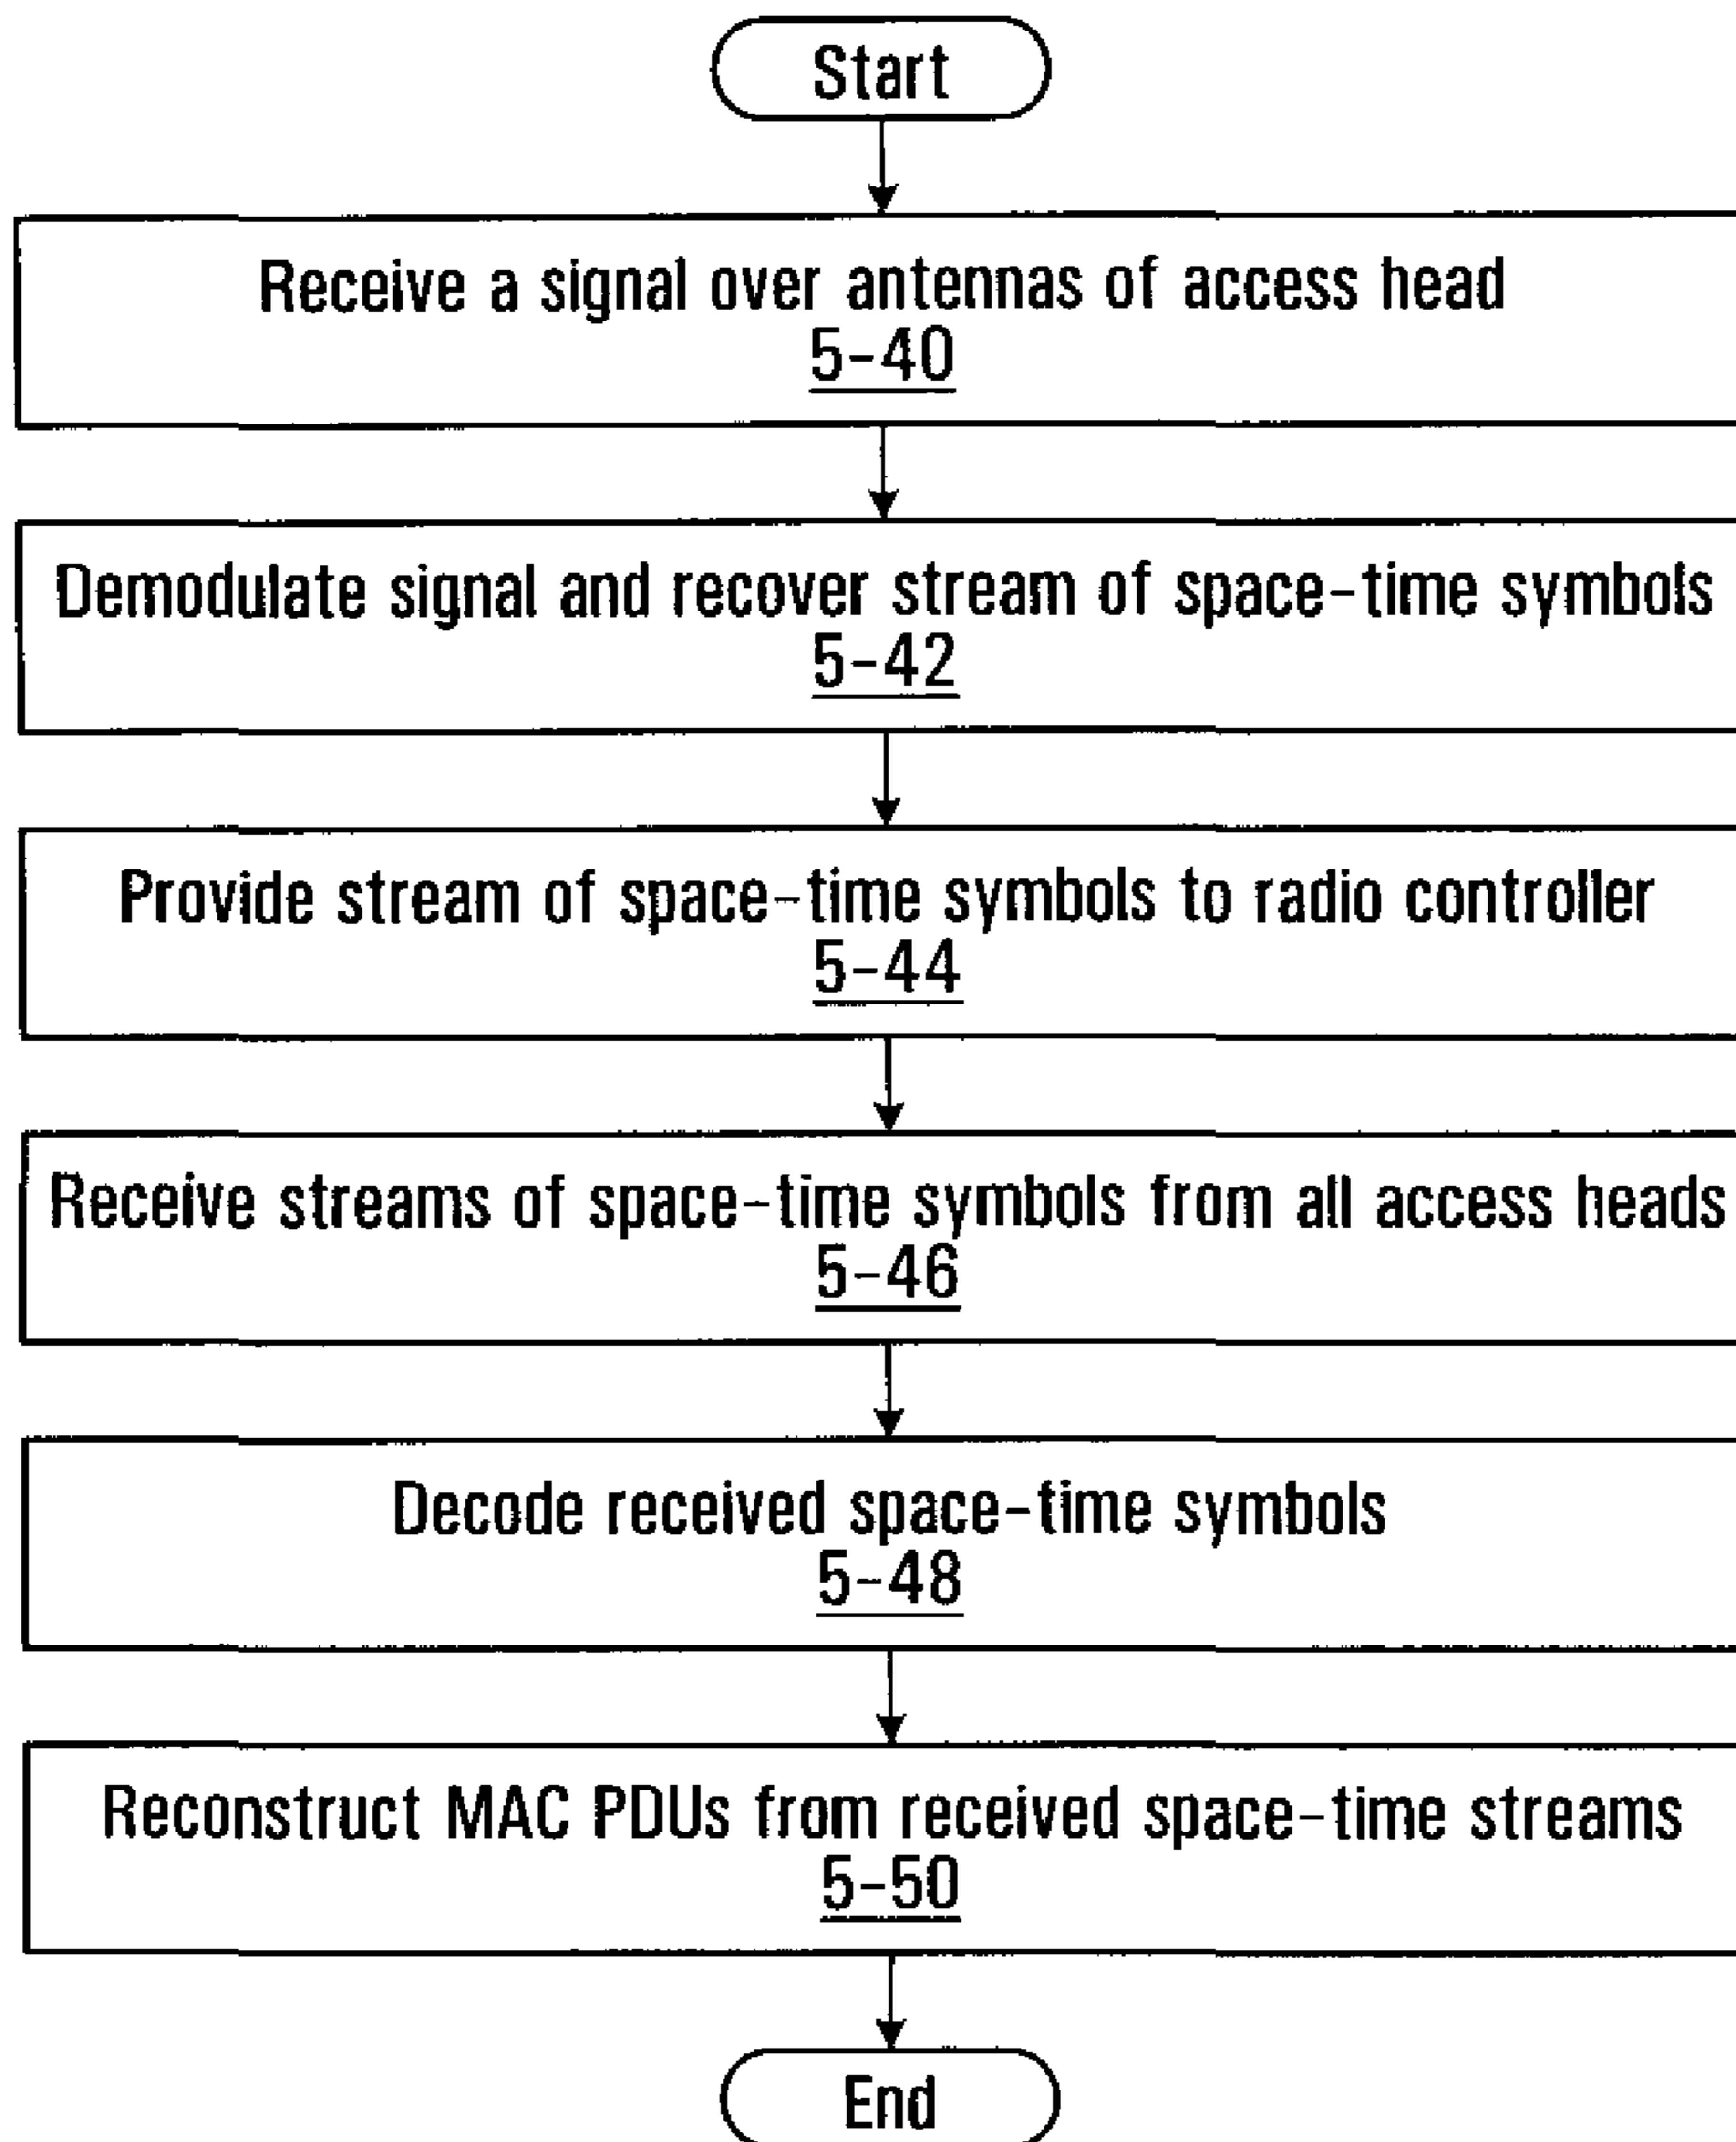 Start
Receive a signal over antennas of access head
5-40
Demodulate signal and recover stream of space-time symbols
5-42
Provide stream of space-time symbols to radio controller
5-44
Receive streams of space-time symbols from all access heads
5-46
Decode received space-time symbols
5-48
Reconstruct MAC PDUs from received space-time streams
5-50
End